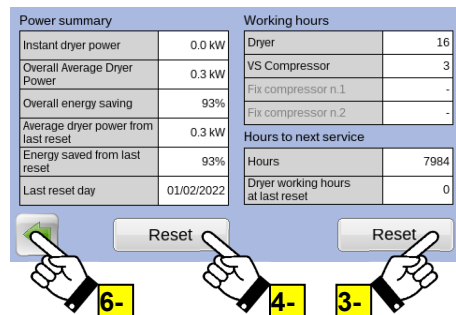 Power summary
Instant dryer power 0.0 kW
Overall Average Dryer
Power 0.3 kW
Overall energy saving 93%
Average dryer power from
last reset 0.3 kW
Energy saved from last
reset 93%
Last reset day 01/02/2022
Working hours
Dryer 16
VS Compressor 3
Fix compressor n.1 -
Fix compressor n.2 -
Hours to next service
Hours 7984
Dryer working hours
at last reset 0
Reset
Reset
6-
4-
3-